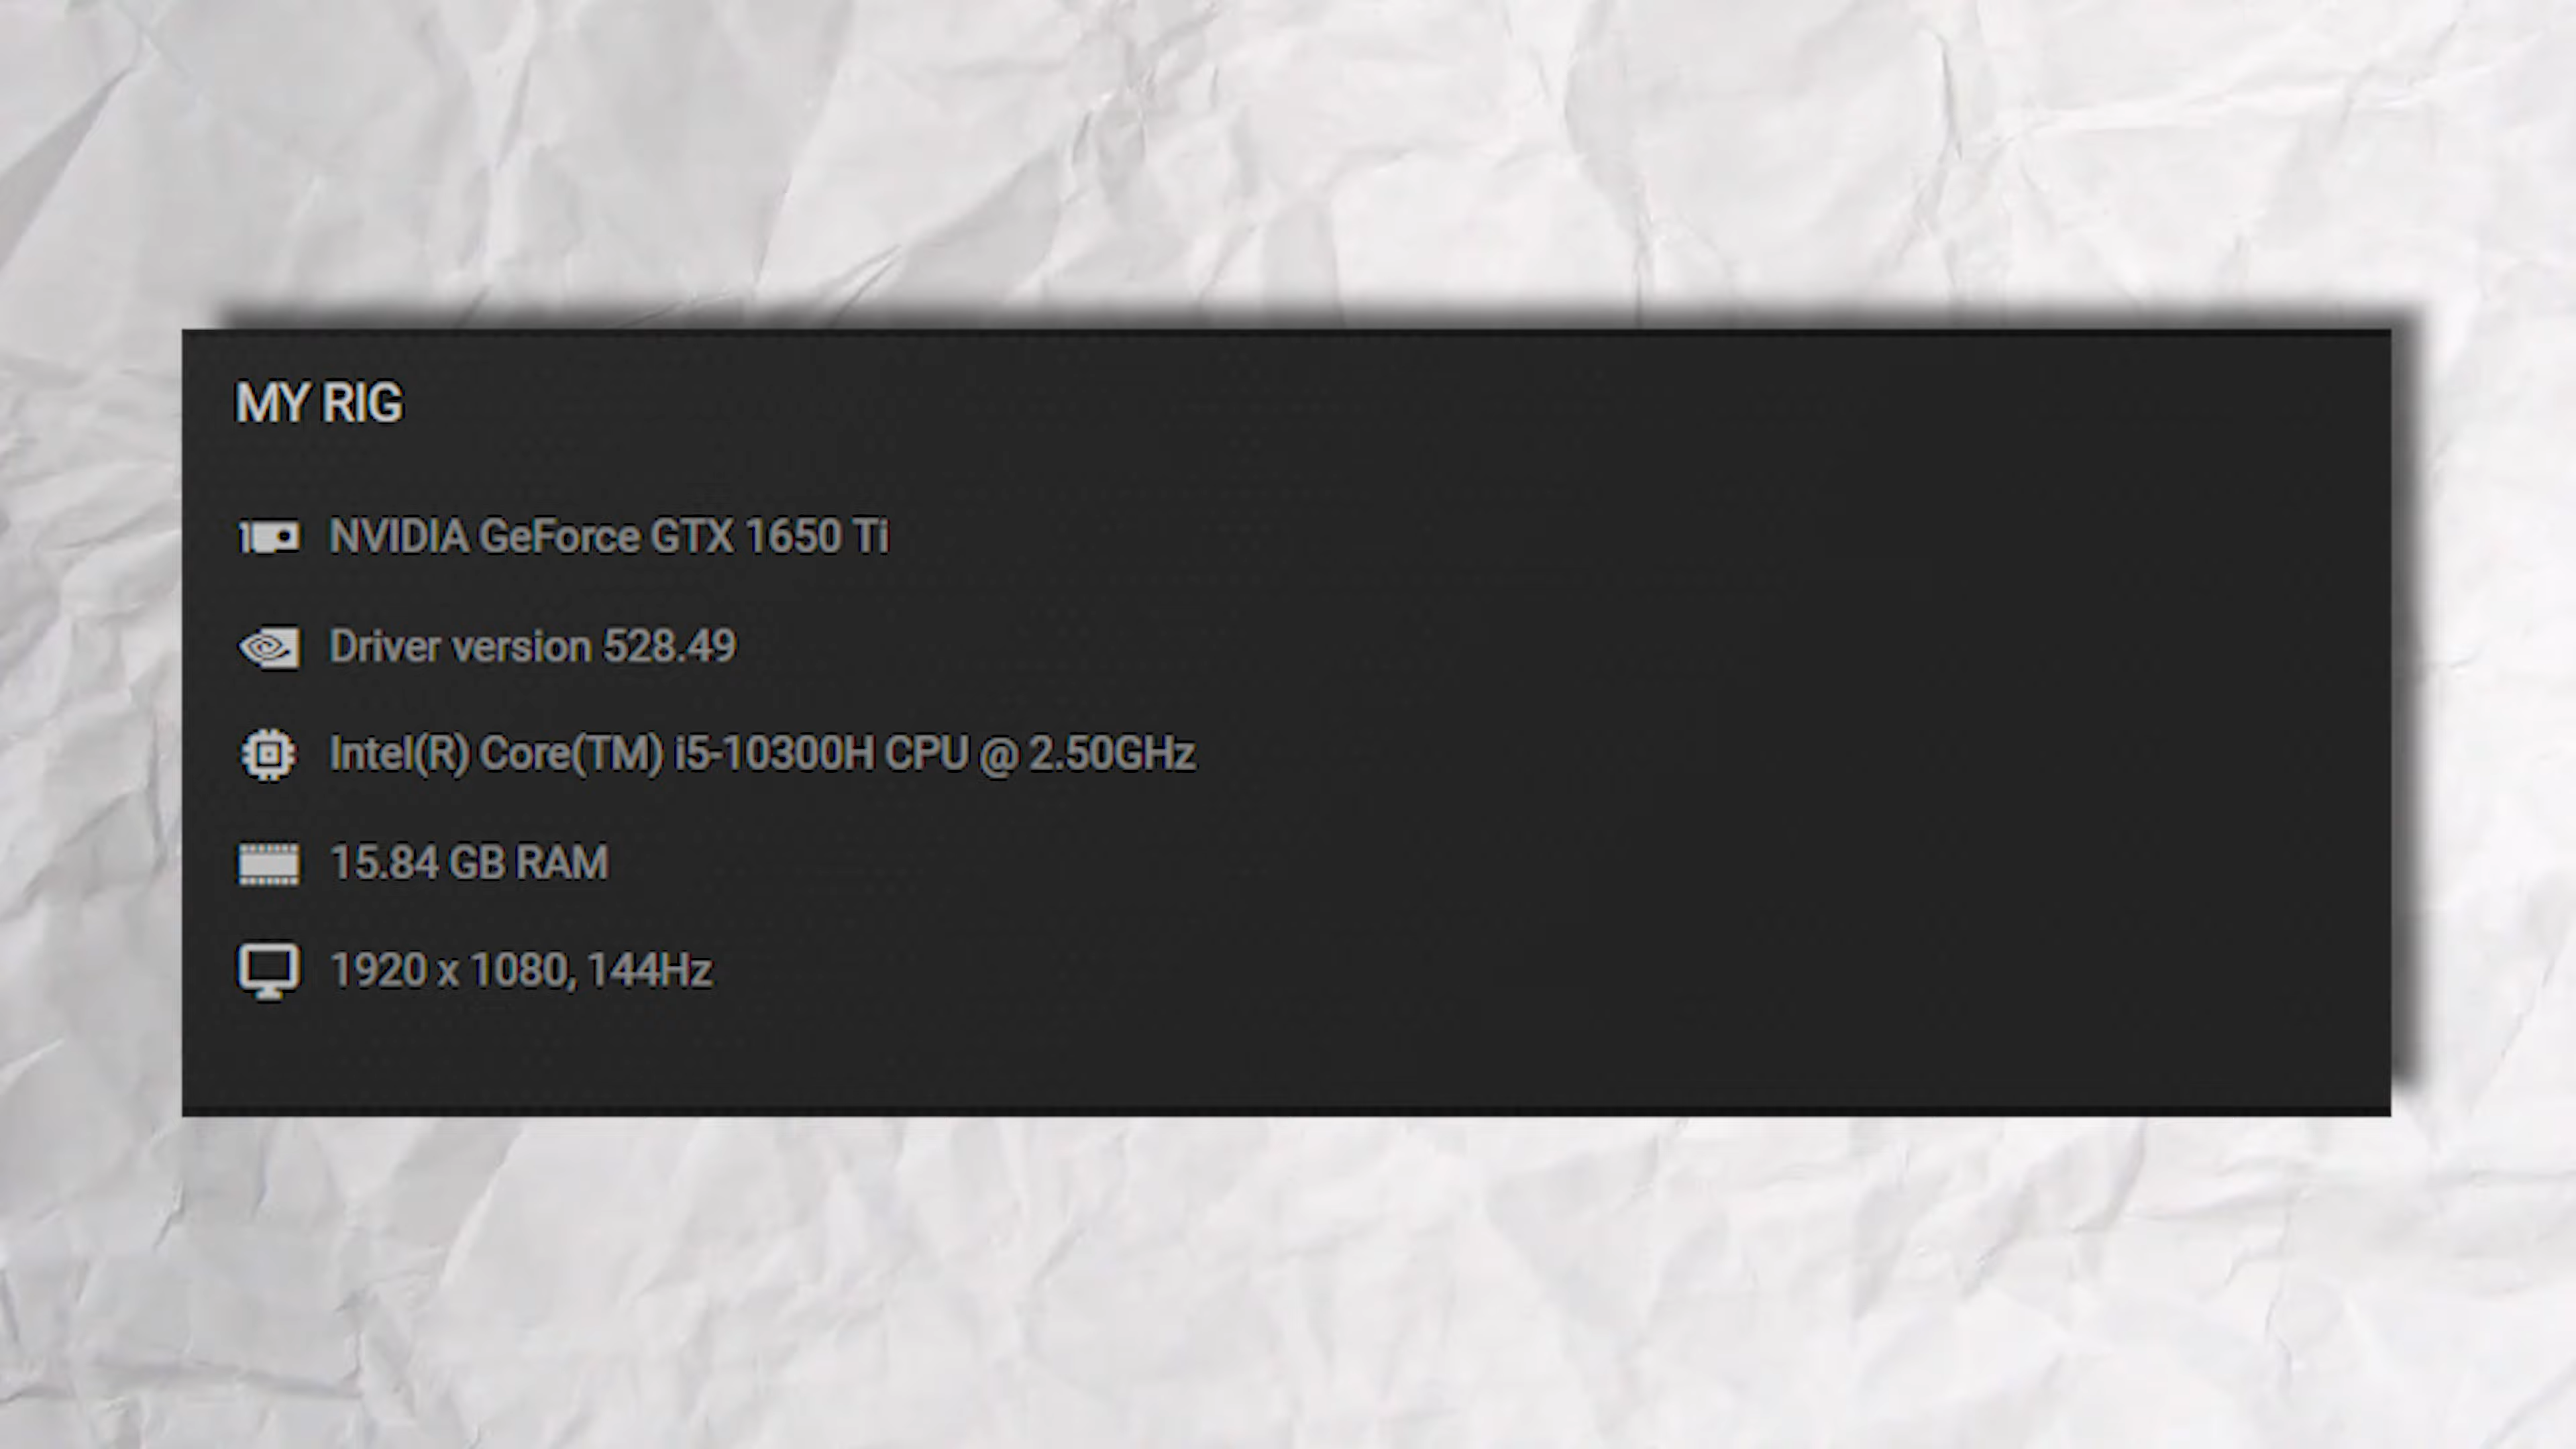 MY RIG
NVIDIA GeForce GTX 1650 Ti
Driver version 528.49
Intel(R) Core(TM) i5-10300H CPU @ 2.50GHz
15.84 GB RAM
1920 x 1080, 144Hz